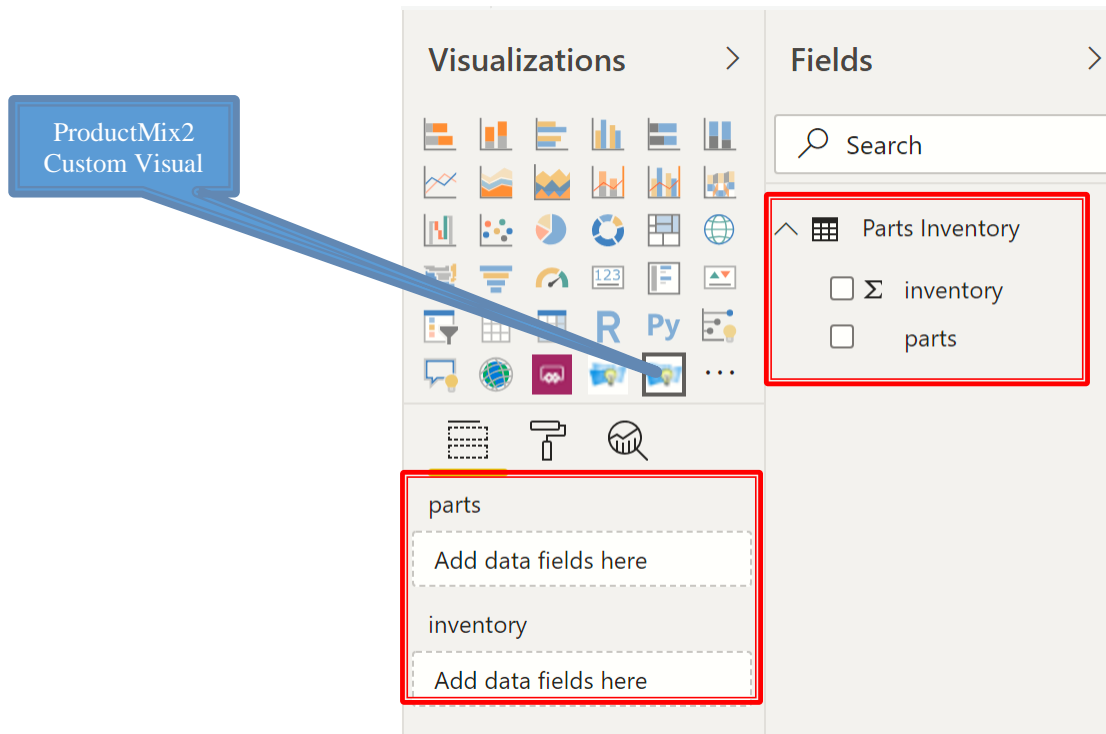 Visualizations
Fields
ProductMix2
Custom Visual
Search
Parts Inventory
inventory
parts
123
R
Py
parts
Add data fields here
inventory
Add data fields here